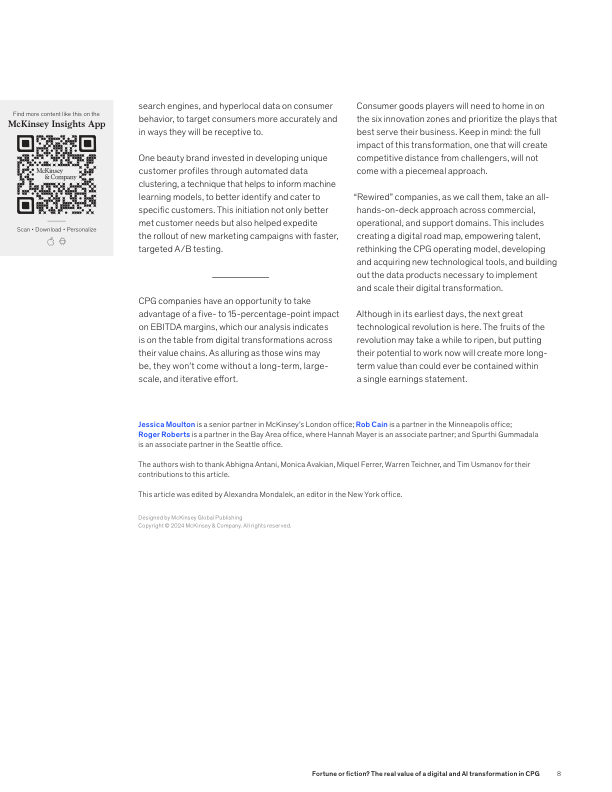 Find more content like this on the
McKinsey Insights App
McKinsey
& Company
Scan • Download • Personalize
search engines, and hyperlocal data on consumer
behavior, to target consumers more accurately and
in ways they will be receptive to.
One beauty brand invested in developing unique
customer profiles through automated data
clustering, a technique that helps to inform machine
learning models, to better identify and cater to
specific customers. This initiative not only better
met customer needs but also helped expedite
the rollout of new marketing campaigns with faster,
targeted A/B testing.
CPG companies have an opportunity to take
advantage of a five- to 15-percentage-point impact
on EBITDA margins, which our analysis indicates
is on the table from digital transformations across
their value chains. As alluring as those wins may
be, they won't come without a long-term, large-
scale, and iterative effort.
Consumer goods players will need to home in on
the six innovation zones and prioritize the plays that
best serve their business. Keep in mind: the full
impact of this transformation, one that will create
competitive distance from challengers, will not
come with a piecemeal approach.
“Rewired” companies, as we call them, take an all-
hands-on-deck approach across commercial,
operational, and support domains. This includes
creating a digital road map, empowering talent,
rethinking the CPG operating model, developing
and acquiring new technological tools, and building
out the data products necessary to implement
and scale their digital transformation.
Although in its earliest days, the next great
technological revolution is here. The fruits of the
revolution may take a while to ripen, but putting
their potential to work now will create more long-
term value than could ever be contained within
a single earnings statement.
Jessica Moulton is a senior partner in McKinsey's London office; Rob Cain is a partner in the Minneapolis office;
Roger Roberts is a partner in the Bay Area office, where Hannah Mayer is an associate partner; and Spurthi Gummadala
is an associate partner in the Seattle office.
The authors wish to thank Abhigna Antani, Monica Avakian, Miquel Ferrer, Warren Teichner, and Tim Usmanov for their
contributions to this article.
This article was edited by Alexandra Mondalek, an editor in the New York office.
Designed by McKinsey Global Publishing
Copyright © 2024 McKinsey & Company. All rights reserved.
Fortune or fiction? The real value of a digital and AI transformation in CPG 8